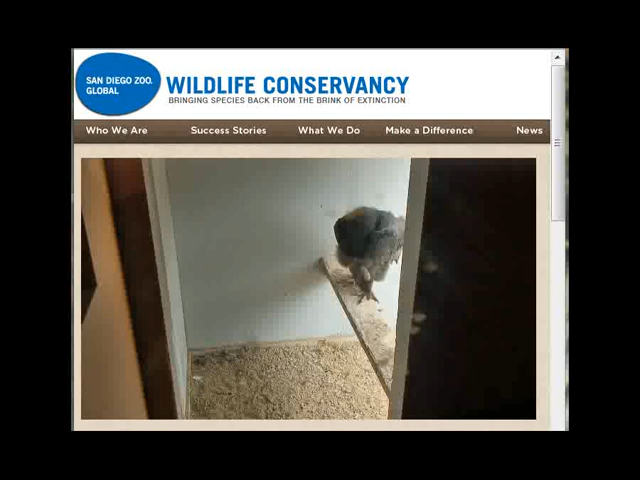 SAN DIEGO ZOO.
GLOBAL
WILDLIFE CONSERVANCY
BRINGING SPECIES BACK FROM THE BRINK OF EXTINCTION
Who We Are Success Stories What We Do Make a Difference News